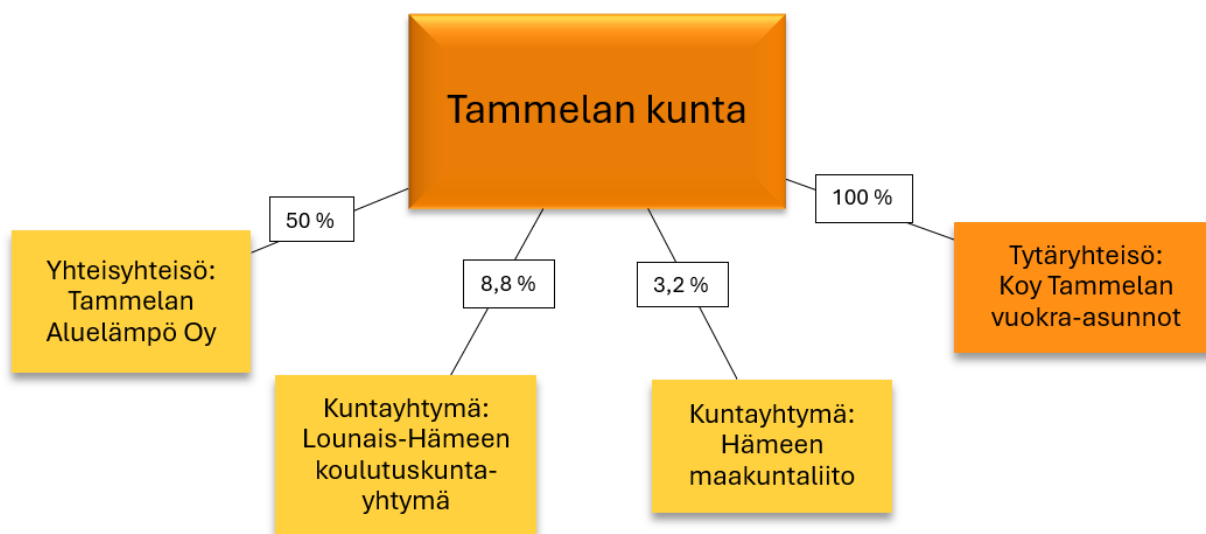 Tammelan kunta
50 %
100 %
8,8 %
3,2 %
Yhteisyhteisö:
Tammelan
Aluelämpö Oy
Kuntayhtymä:
Lounais-Hämeen
koulutuskunta-
yhtymä
Kuntayhtymä:
Hämeen
maakuntaliito
Tytäryhteisö:
Koy Tammelan
vuokra-asunnot